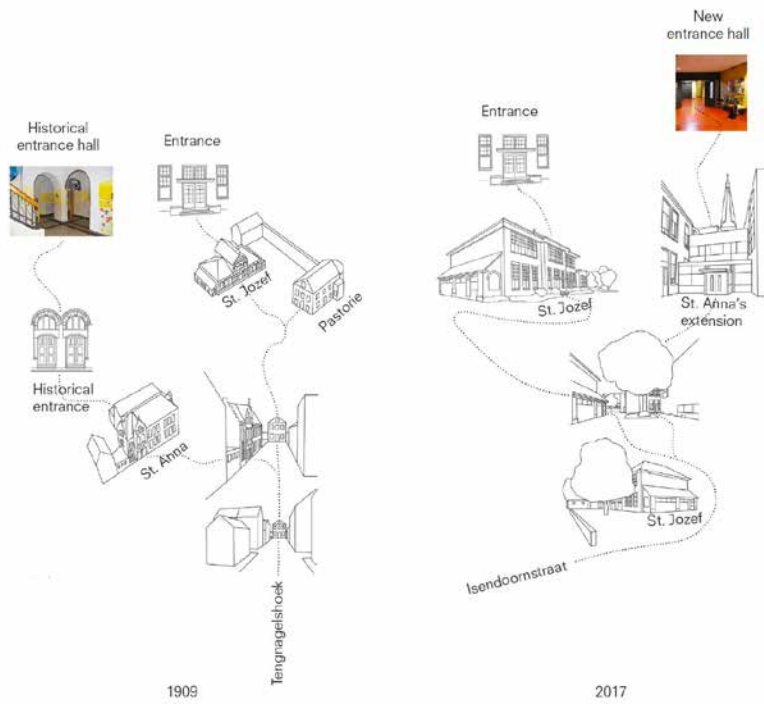 New
entrance hall
Historical
entrance hall
Entrance
Entrance
St. Jozef
Pastorie
St. Jozef
St. Anna's
extension
Historical
entrance
St. Anna
St. Jozef
Isendoornstraat
Tengnagelshoek
1909
2017